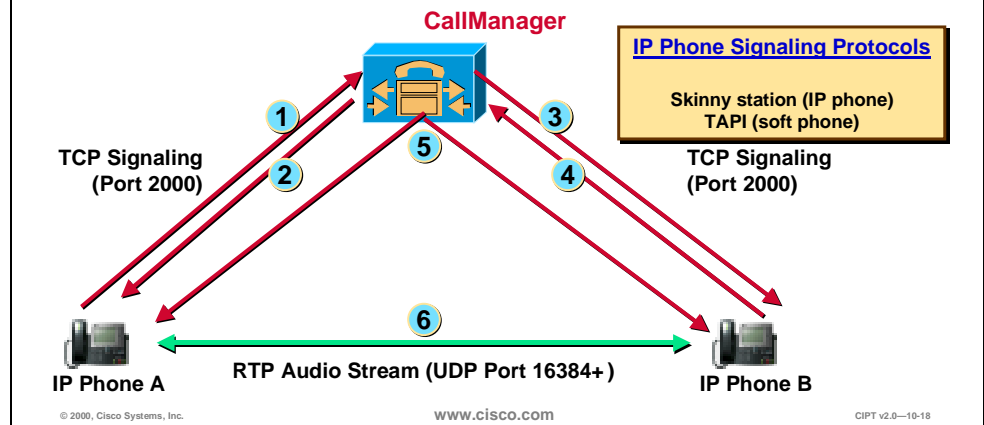 CallManager
IP Phone Signaling Protocols
Skinny station (IP phone)
TAPI (soft phone)
1
3
5
2
4
TCP Signaling
(Port 2000)
TCP Signaling
(Port 2000)
6
RTP Audio Stream (UDP Port 16384+)
IP Phone A
IP Phone B
© 2000, Cisco Systems, Inc.
www.cisco.com
CIPT v2.0—10-18